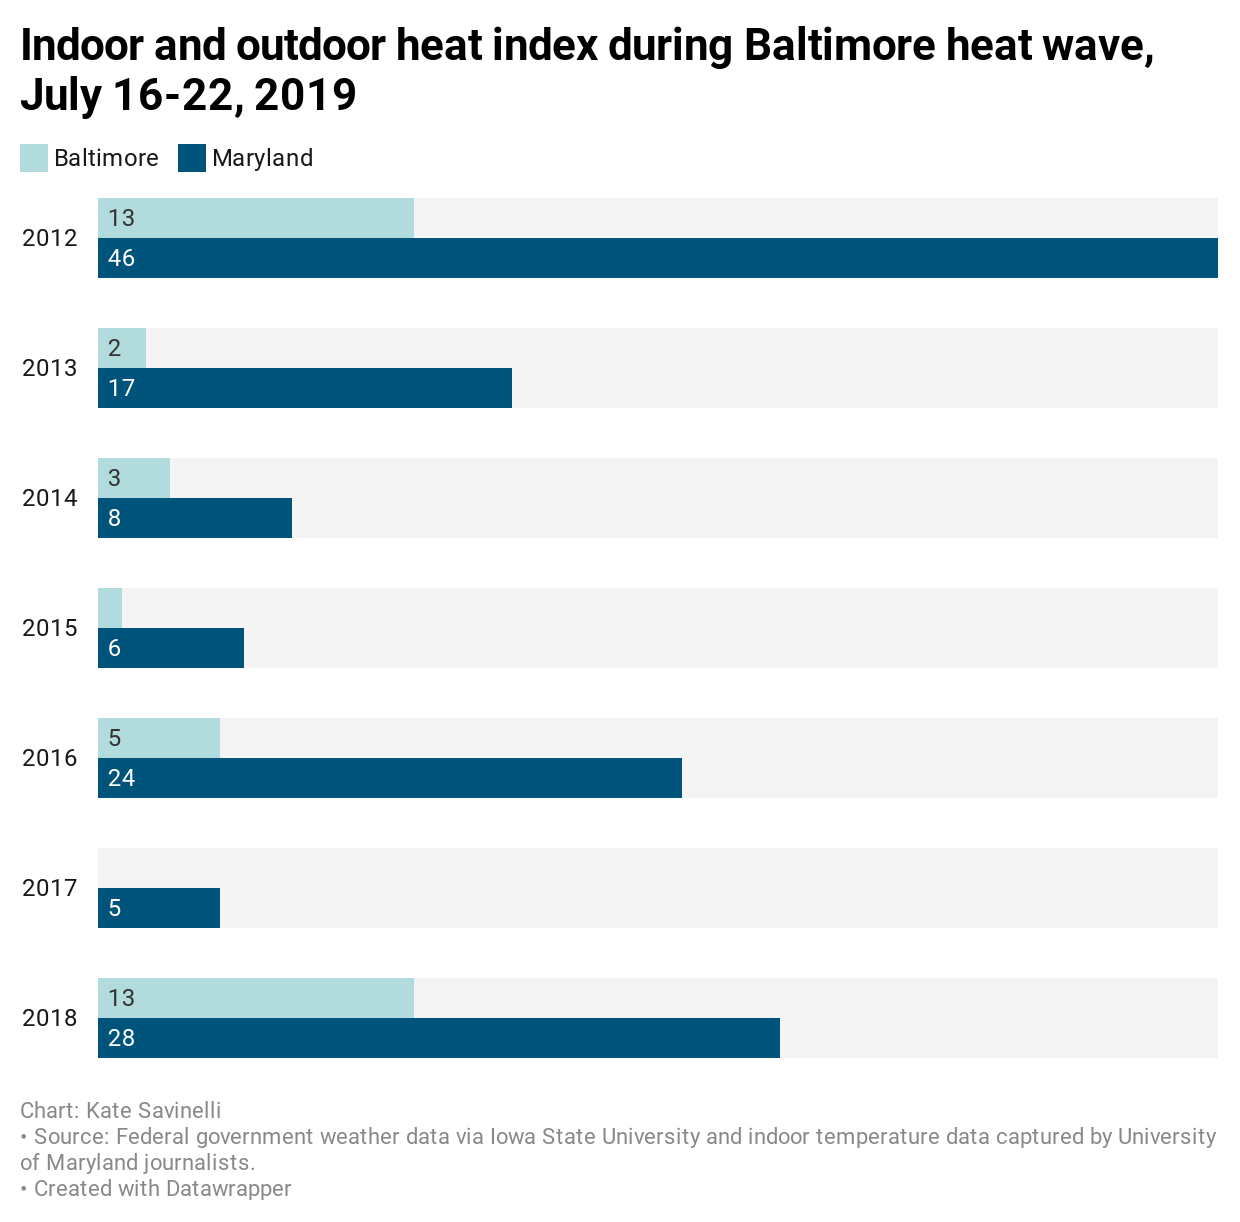 Indoor and outdoor heat index during Baltimore heat wave,
July 16-22, 2019
Baltimore Maryland
2012
13
46
2013
2
17
2014
3
8
2015
6
2016
5
24
2017
5
2018
13
28
Chart: Kate Savinelli
• Source: Federal government weather data via Iowa State University and indoor temperature data captured by University
of Maryland journalists.
• Created with Datawrapper